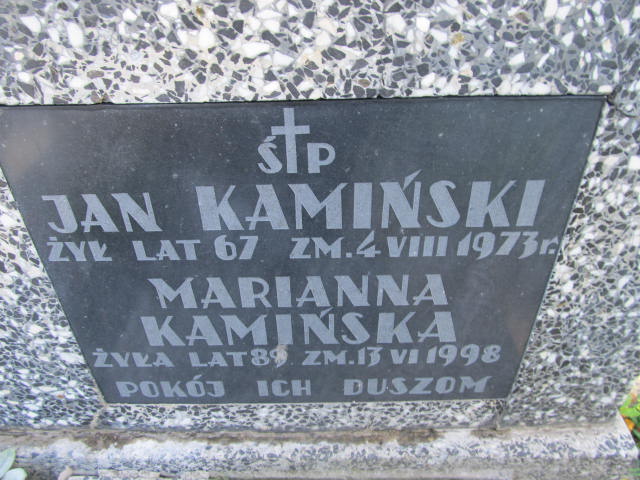 Ś†P
JAN KAMIŃSKI
ŻYŁ LAT 67 ZM. 4 VIII 1973 r.
MARIANNA
KAMIŃSKA
ŻYŁA LAT 89 ZM. 13 VI 1998
POKÓJ ICH DUSZOM